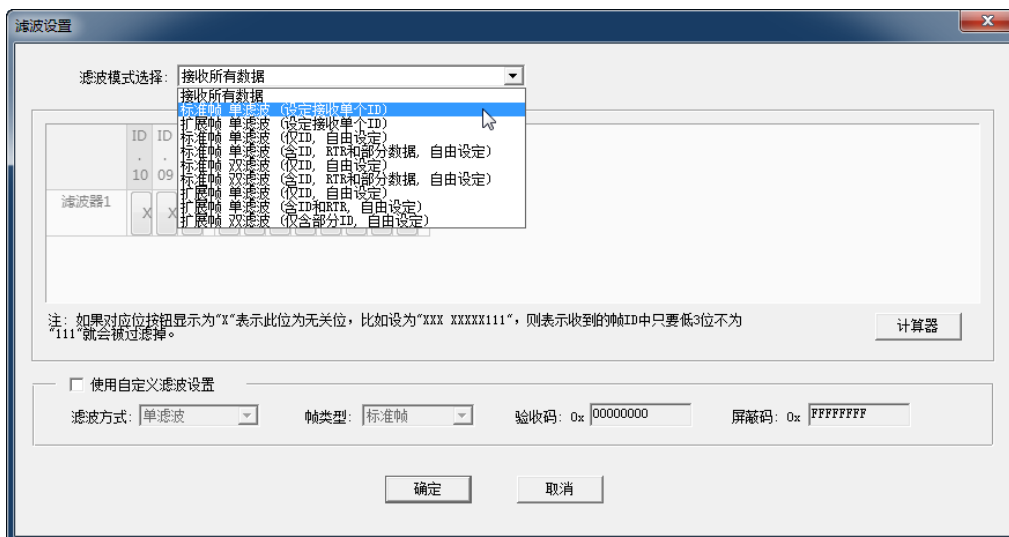 滤波设置
滤波模式选择: 接收所有数据
接收所有数据
标准帧 单滤波 (设定接收单个ID)
扩展帧 单滤波 (设定接收单个ID)
标准帧 单滤波 (仅ID, 自由设定)
标准帧 单滤波 (含ID, RTR和部分数据, 自由设定)
标准帧 双滤波 (仅ID, 自由设定)
标准帧 双滤波 (含ID, RTR和部分数据, 自由设定)
扩展帧 单滤波 (仅ID, 自由设定)
扩展帧 单滤波 (含ID和RTR, 自由设定)
扩展帧 双滤波 (仅含部分ID, 自由设定)
ID ID
. .
10 09
滤波器1 X X
注: 如果对应位按钮显示为"X"表示此位为无关位, 比如设为"XXX XXXXX111", 则表示收到的帧ID中只要低3位不为
"111"就会被过滤掉。
计算器
使用自定义滤波设置
滤波方式: 单滤波 帧类型: 标准帧 验收码: 0x 00000000 屏蔽码: 0x FFFFFFFF
确定 取消